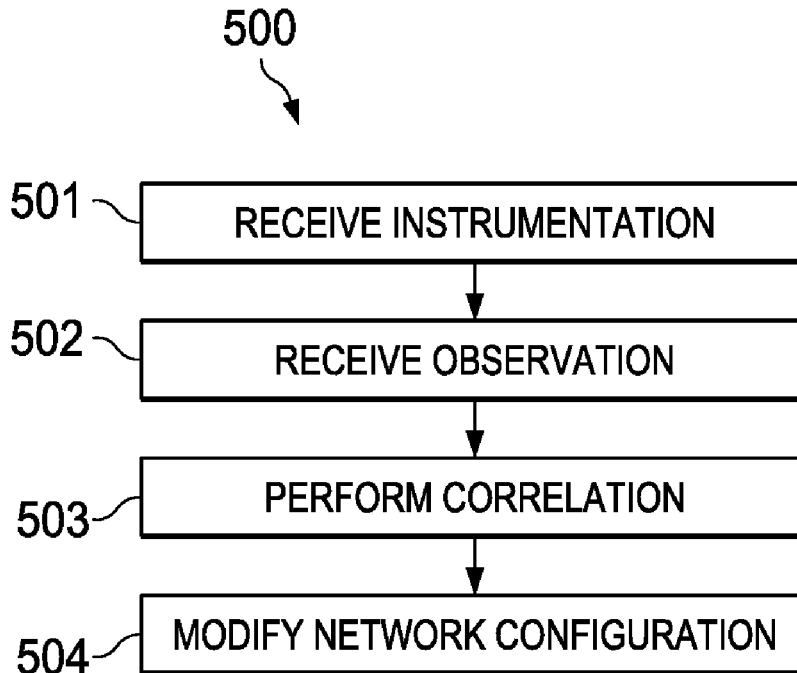 500
501
RECEIVE INSTRUMENTATION
502
RECEIVE OBSERVATION
503
PERFORM CORRELATION
504
MODIFY NETWORK CONFIGURATION